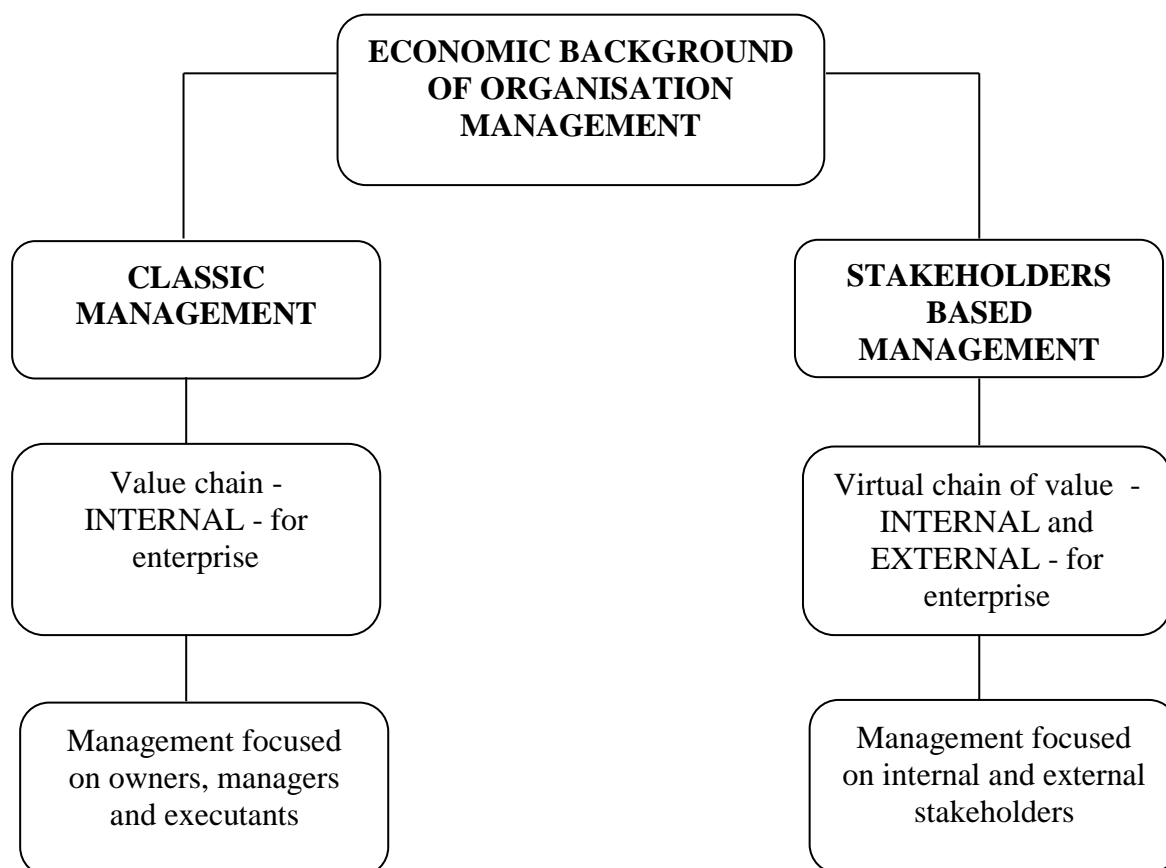 ECONOMIC BACKGROUND
OF ORGANISATION
MANAGEMENT
CLASSIC
MANAGEMENT
STAKEHOLDERS
BASED
MANAGEMENT
Value chain -
INTERNAL - for
enterprise
Virtual chain of value -
INTERNAL and
EXTERNAL - for
enterprise
Management focused
on owners, managers
and executants
Management focused
on internal and external
stakeholders